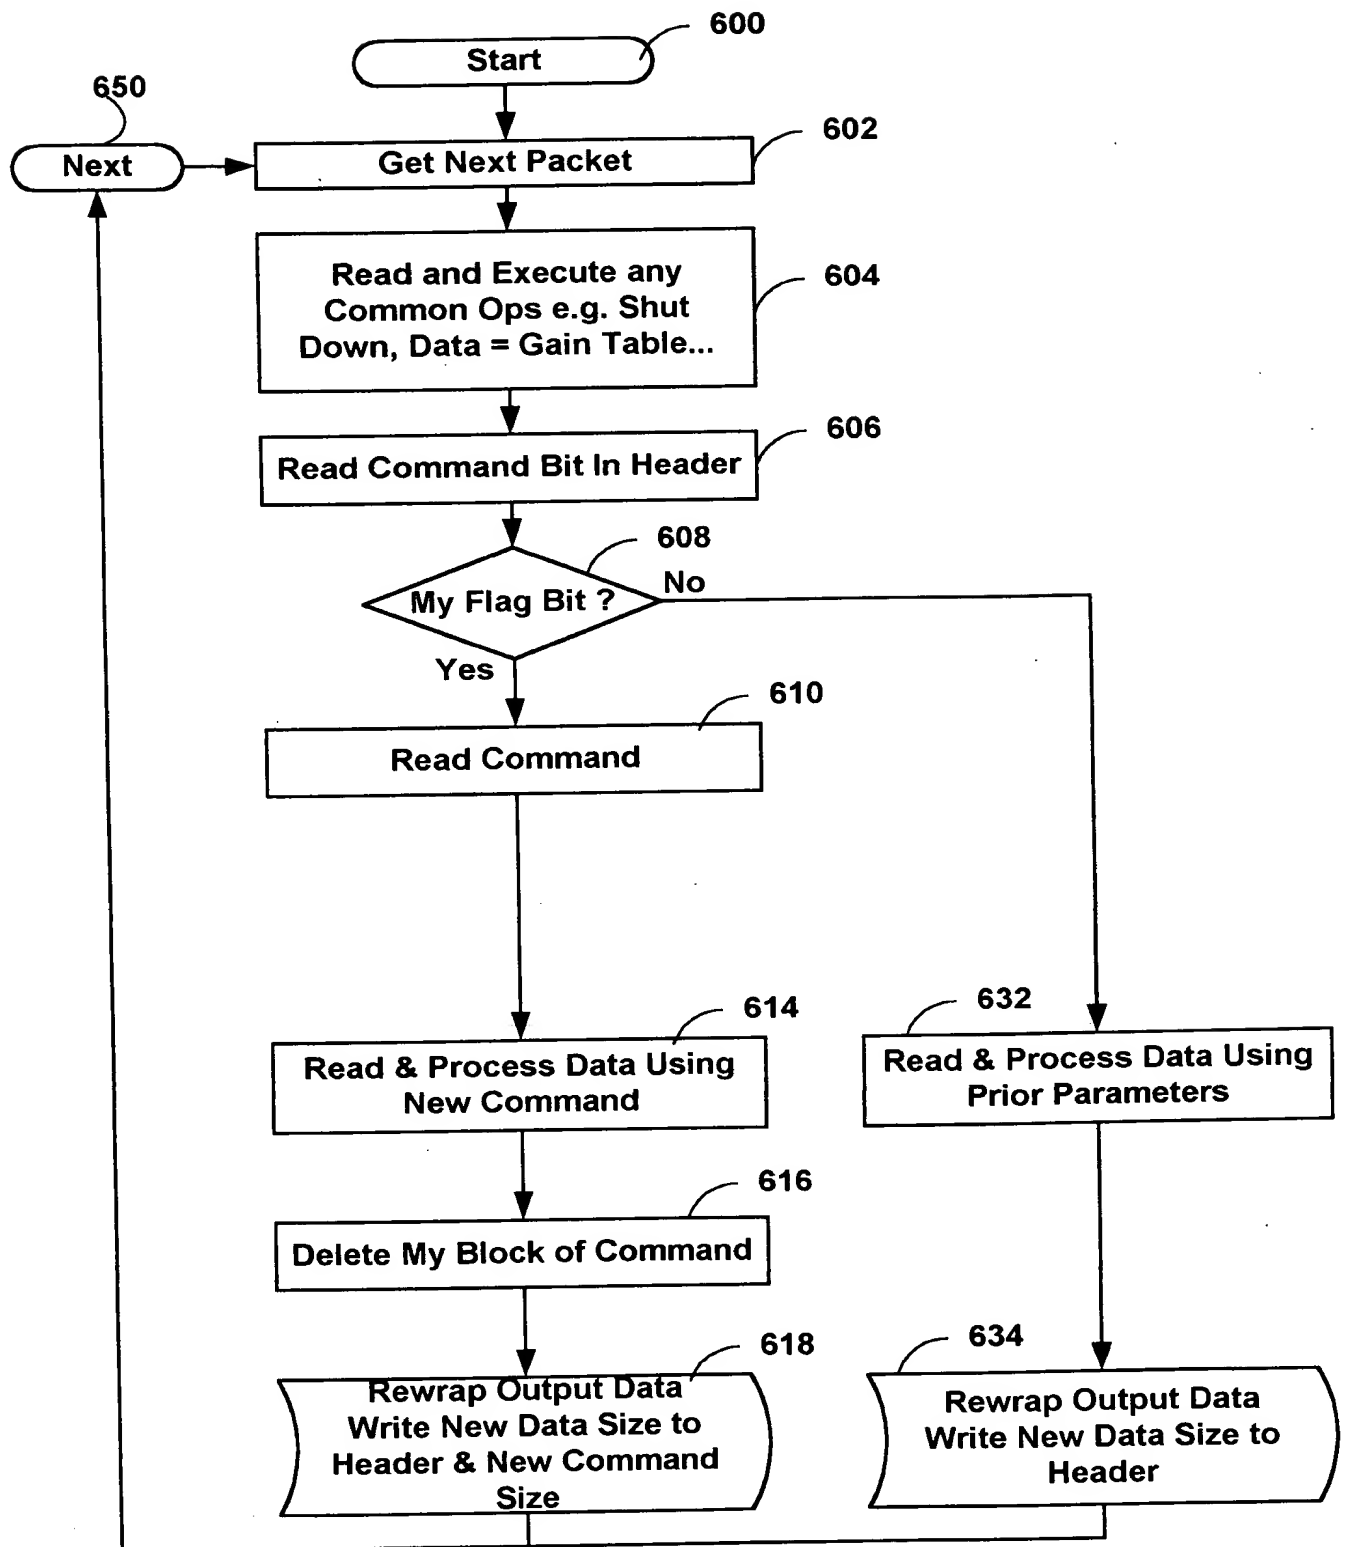 600
Start
650
Next
602
Get Next Packet
604
Read and Execute any
Common Ops e.g. Shut
Down, Data = Gain Table...
606
Read Command Bit In Header
608
My Flag Bit ?
No
Yes
610
Read Command
614
Read & Process Data Using
New Command
632
Read & Process Data Using
Prior Parameters
616
Delete My Block of Command
618
Rewrap Output Data
Write New Data Size to
Header & New Command
Size
634
Rewrap Output Data
Write New Data Size to
Header